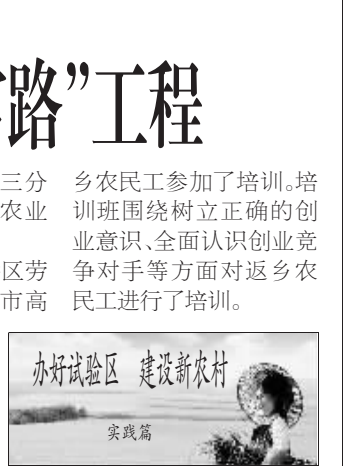 路”工程
三分
农业
区劳
市高
乡农民工参加了培训。培
训班围绕树立正确的创
业意识、全面认识创业竞
争对手等方面对返乡农
民工进行了培训。
办好试验区 建设新农村
实践篇